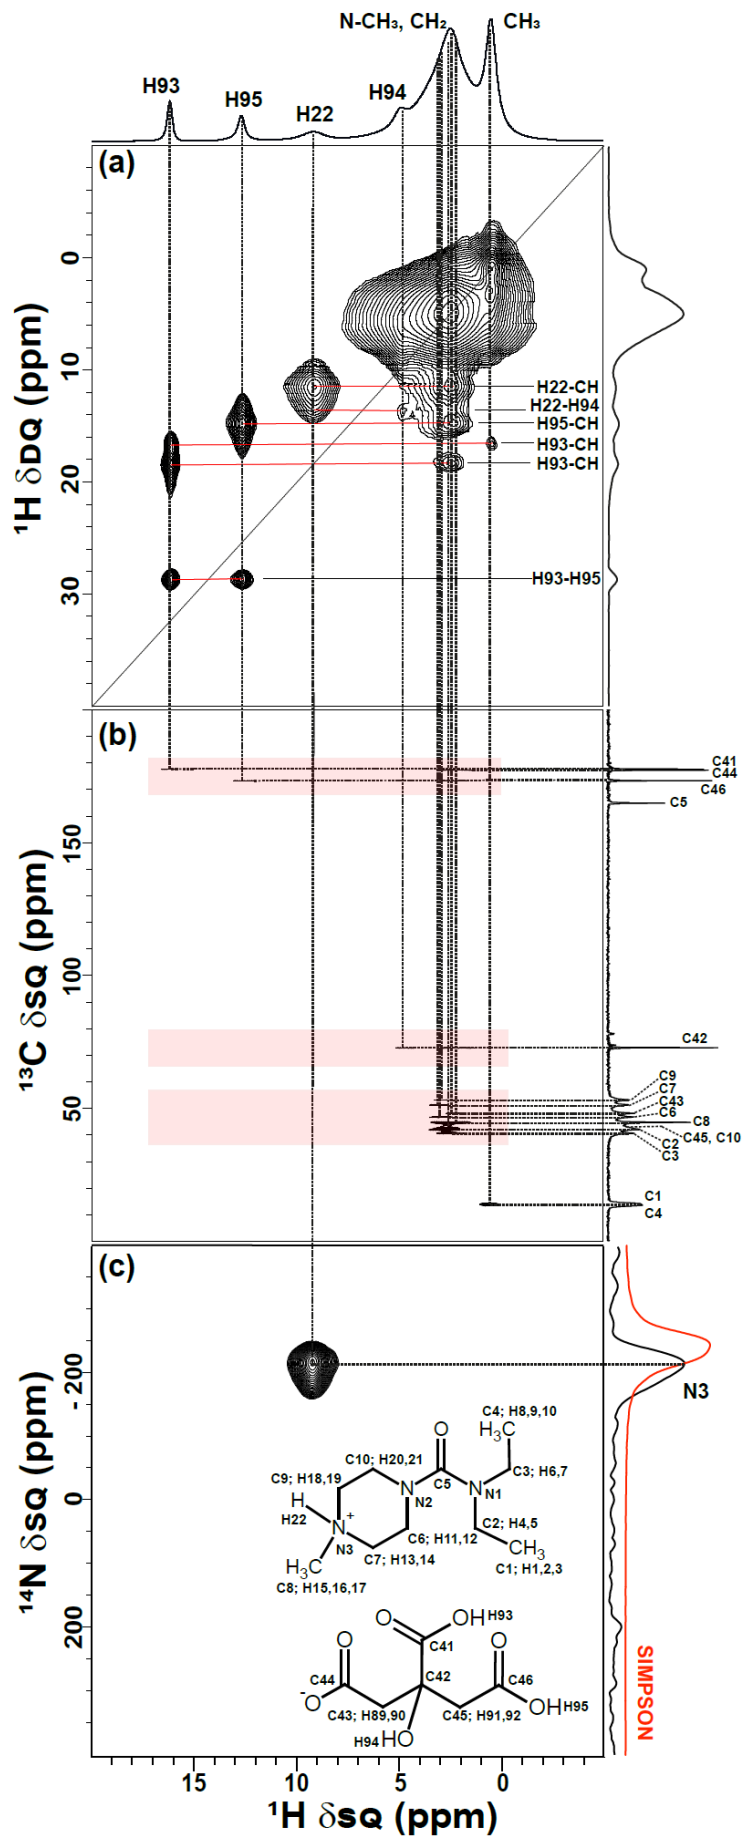 N-CH₃, CH₂ CH₃
H93 H95 H22 H94
(a)
0
10
20
30
¹H δDQ (ppm)
H22-CH
H22-H94
H95-CH
H93-CH
H93-CH
H93-H95
(b)
150
100
50
¹³C δSQ (ppm)
C41
C44
C46
C5
C42
C9
C7
C43
C6
C8
C45, C10
C2
C3
C1
C4
(c)
-200
0
200
¹⁴N δSQ (ppm)
N3
SIMPSON
C4; H8,9,10
H₃C
O
C10; H20,21
C3; H6,7
C9; H18,19
C5
N
N1
N
N2
H
H22
N
+
N3
C2; H4,5
C6; H11,12
CH₃
H₃C
C7; H13,14
C1; H1,2,3
C8; H15,16,17
O
OH H93
O
C41
O
C44
C42
C46
-O
C43; H89,90
C45; H91,92
OH H95
H94 HO
15 10 5 0
¹H δSQ (ppm)